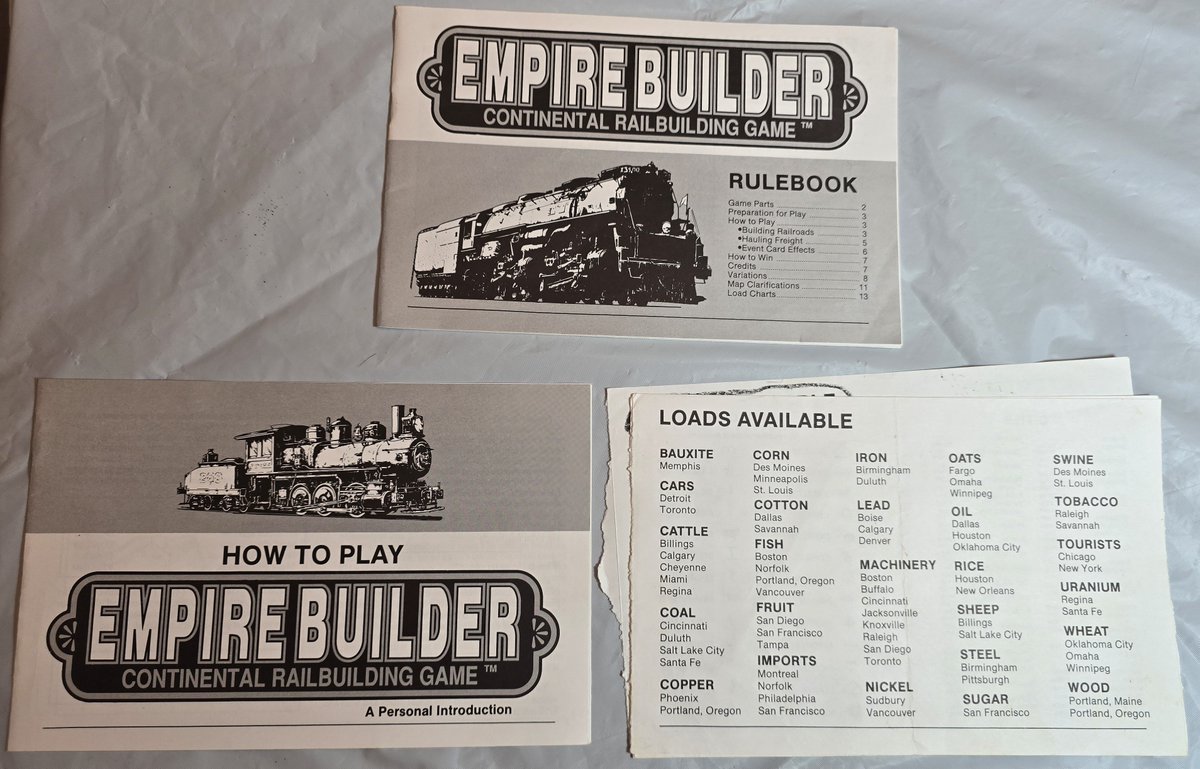 EMPIRE BUILDER
CONTINENTAL RAILBUILDING GAME ™
RULEBOOK
Game Parts 2
Preparation for Play 3
How to Play 3
•Building Railroads 3
•Hauling Freight 5
•Event Card Effects 6
How to Win 7
Credits 7
Variations 8
Map Clarifications 11
Load Charts 13
HOW TO PLAY
EMPIRE BUILDER
CONTINENTAL RAILBUILDING GAME ™
A Personal Introduction
LOADS AVAILABLE
BAUXITE
Memphis
CARS
Detroit
Toronto
CATTLE
Billings
Calgary
Cheyenne
Miami
Regina
COAL
Cincinnati
Duluth
Salt Lake City
Santa Fe
COPPER
Phoenix
Portland, Oregon
CORN
Des Moines
Minneapolis
St. Louis
COTTON
Dallas
Savannah
FISH
Boston
Norfolk
Portland, Oregon
Vancouver
FRUIT
San Diego
San Francisco
Tampa
IMPORTS
Montreal
Norfolk
Philadelphia
San Francisco
IRON
Birmingham
Duluth
LEAD
Boise
Calgary
Denver
MACHINERY
Boston
Buffalo
Cincinnati
Jacksonville
Knoxville
Raleigh
San Diego
Toronto
NICKEL
Sudbury
Vancouver
OATS
Fargo
Omaha
Winnipeg
OIL
Dallas
Houston
Oklahoma City
RICE
Houston
New Orleans
SHEEP
Billings
Salt Lake City
STEEL
Birmingham
Pittsburgh
SUGAR
San Francisco
SWINE
Des Moines
St. Louis
TOBACCO
Raleigh
Savannah
TOURISTS
Chicago
New York
URANIUM
Regina
Santa Fe
WHEAT
Oklahoma City
Omaha
Winnipeg
WOOD
Portland, Maine
Portland, Oregon